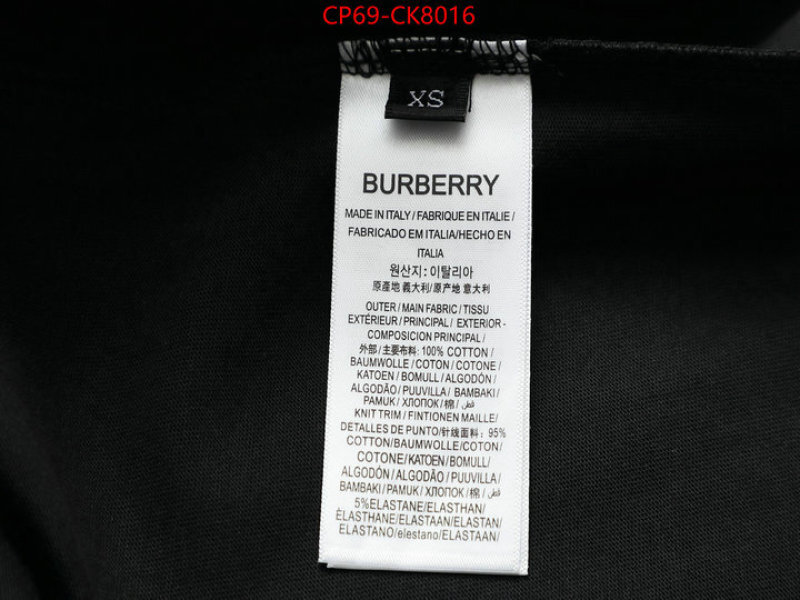 CP69-CK8016
XS
BURBERRY
MADE IN ITALY / FABRIQUE EN ITALIE /
FABRICADO EM ITALIA/HECHO EN
ITALIA
원산지: 이탈리아
原產地 義大利/ 原产地 意大利
OUTER / MAIN FABRIC / TISSU
EXTÉRIEUR / PRINCIPAL / EXTERIOR -
COMPOSICION PRINCIPAL /
外部 / 主要布料: 100% COTTON /
BAUMWOLLE / COTON / COTONE /
KATOEN / BOMULL / ALGODÓN /
ALGODÃO / PUUVILLA / BAMBAKI /
PAMUK / ХЛОПОК / 棉 / قطن
KNIT TRIM / FINTIONEN MAILLE/
DETALLES DE PUNTO/针线面料: 95%
COTTON/BAUMWOLLE/COTON/
COTONE/KATOEN/BOMULL/
ALGODÓN / ALGODÃO / PUUVILLA /
BAMBAKI / PAMUK / ХЛОПОК /棉/ قطن
5%ELASTANE/ELASTHAN/
ÈLASTHANE/ELASTAAN/ELASTAN/
ELASTANO/elestano/ELASTAAN/